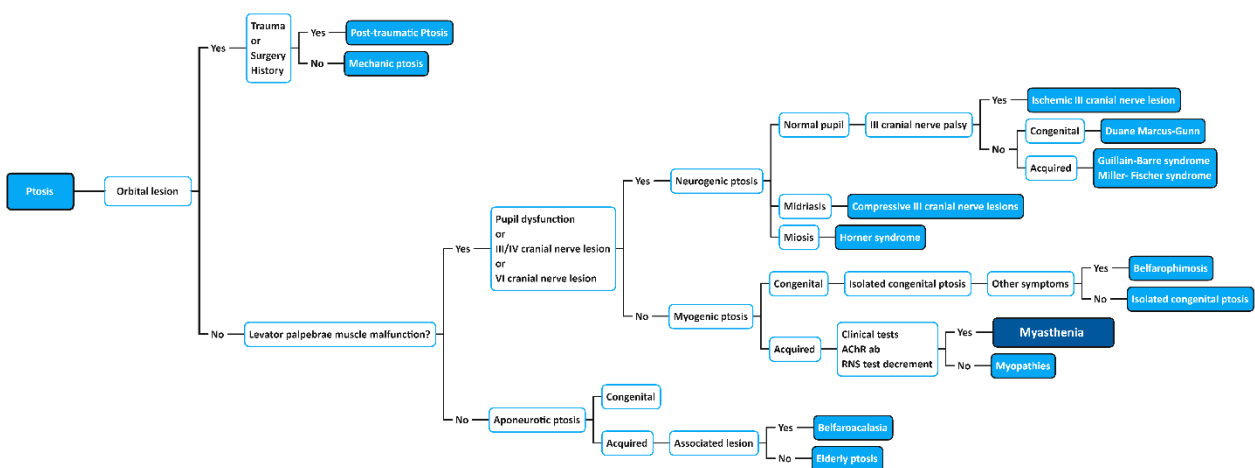 Ptosis
Orbital lesion
Yes
Trauma
or
Surgery
History
Yes
Post-traumatic Ptosis
No
Mechanic ptosis
No
Levator palpebrae muscle malfunction?
Yes
Pupil dysfunction
or
III/IV cranial nerve lesion
or
VI cranial nerve lesion
Yes
Neurogenic ptosis
Normal pupil
III cranial nerve palsy
Yes
Ischemic III cranial nerve lesion
No
Congenital
Duane Marcus-Gunn
Acquired
Guillain-Barre syndrome
Miller- Fischer syndrome
Midriasis
Compressive III cranial nerve lesions
Miosis
Horner syndrome
No
Myogenic ptosis
Congenital
Isolated congenital ptosis
Other symptoms
Yes
Belfarophimosis
No
Isolated congenital ptosis
Acquired
Clinical tests
AChR ab
RNS test decrement
Yes
Myasthenia
No
Myopathies
No
Aponeurotic ptosis
Congenital
Acquired
Associated lesion
Yes
Belfaroacalasia
No
Elderly ptosis